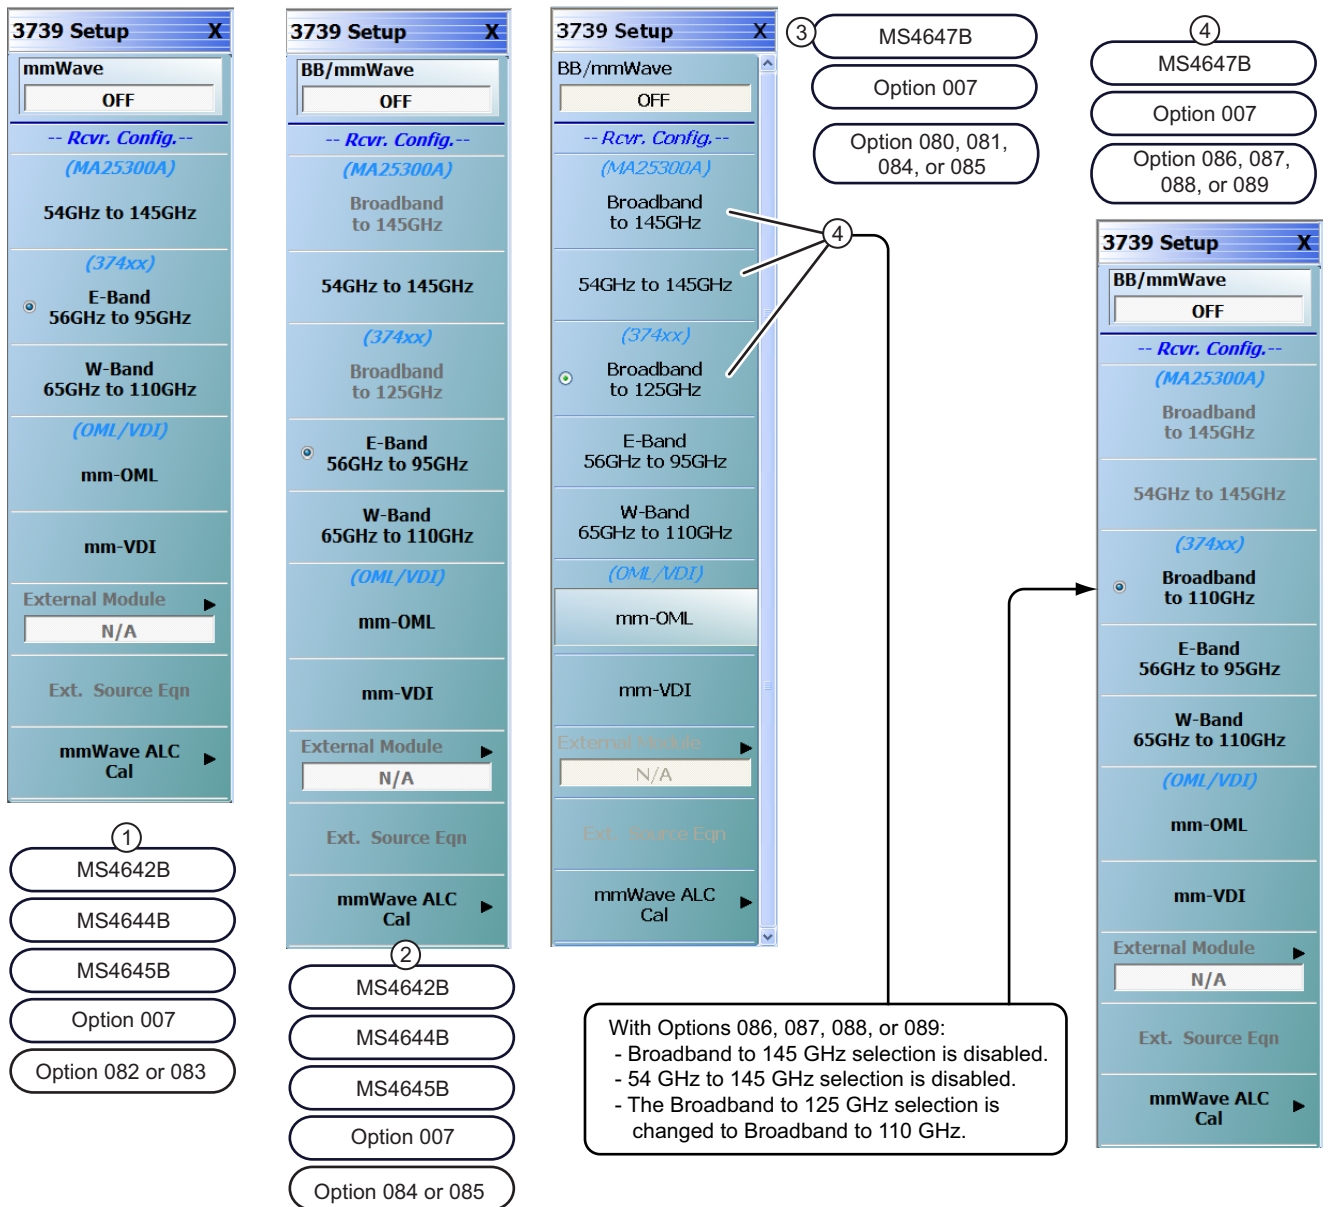 3739 Setup X
mmWave
OFF
-- Rcvr. Config.--
(MA25300A)
54GHz to 145GHz
(374xx)
E-Band
56GHz to 95GHz
W-Band
65GHz to 110GHz
(OML/VDI)
mm-OML
mm-VDI
External Module
N/A
Ext. Source Eqn
mmWave ALC
Cal
1
MS4642B
MS4644B
MS4645B
Option 007
Option 082 or 083
3739 Setup X
BB/mmWave
OFF
-- Rcvr. Config.--
(MA25300A)
Broadband
to 145GHz
54GHz to 145GHz
(374xx)
Broadband
to 125GHz
E-Band
56GHz to 95GHz
W-Band
65GHz to 110GHz
(OML/VDI)
mm-OML
mm-VDI
External Module
N/A
Ext. Source Eqn
mmWave ALC
Cal
2
MS4642B
MS4644B
MS4645B
Option 007
Option 084 or 085
3739 Setup X
BB/mmWave
OFF
-- Rcvr. Config.--
(MA25300A)
Broadband
to 145GHz
54GHz to 145GHz
(374xx)
Broadband
to 125GHz
E-Band
56GHz to 95GHz
W-Band
65GHz to 110GHz
(OML/VDI)
mm-OML
mm-VDI
External Module
N/A
Ext. Source Eqn
mmWave ALC
Cal
3
MS4647B
Option 007
Option 080, 081,
084, or 085
4
With Options 086, 087, 088, or 089:
- Broadband to 145 GHz selection is disabled.
- 54 GHz to 145 GHz selection is disabled.
- The Broadband to 125 GHz selection is
changed to Broadband to 110 GHz.
4
MS4647B
Option 007
Option 086, 087,
088, or 089
3739 Setup X
BB/mmWave
OFF
-- Rcvr. Config.--
(MA25300A)
Broadband
to 145GHz
54GHz to 145GHz
(374xx)
Broadband
to 110GHz
E-Band
56GHz to 95GHz
W-Band
65GHz to 110GHz
(OML/VDI)
mm-OML
mm-VDI
External Module
N/A
Ext. Source Eqn
mmWave ALC
Cal